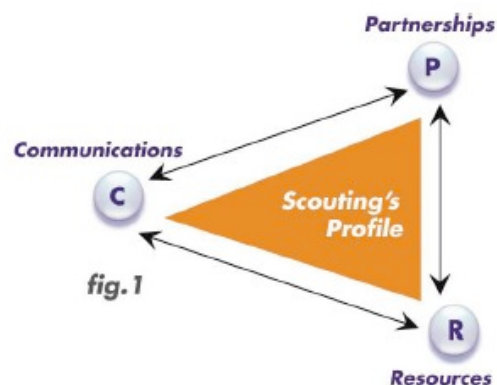 Partnerships
P
Communications
C
Scouting's
Profile
fig.1
R
Resources